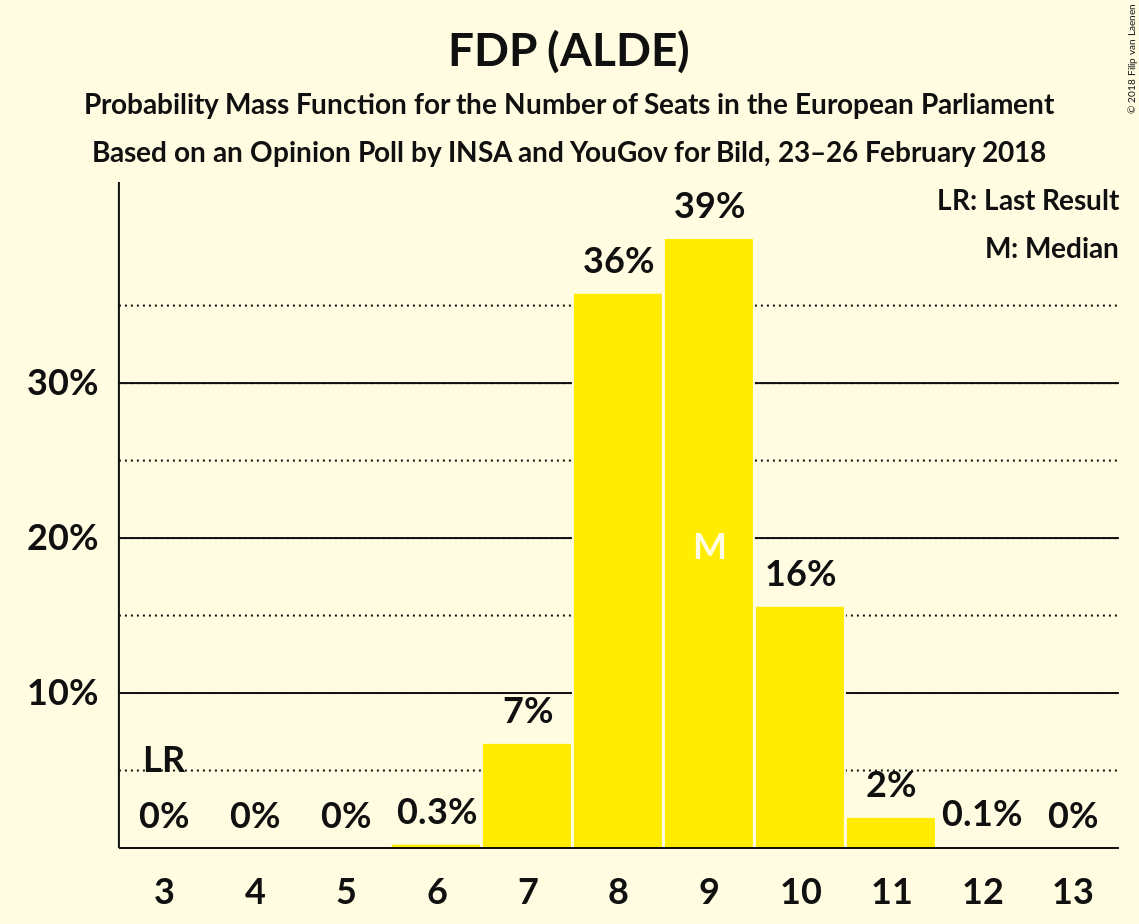 FDP (ALDE)
Probability Mass Function for the Number of Seats in the European Parliament
Based on an Opinion Poll by INSA and YouGov for Bild, 23–26 February 2018
© 2018 Filip van Laenen
LR: Last Result
M: Median
39%
36%
30%
M
20%
16%
10%
7%
LR
2%
0% 0% 0% 0.3% 0.1% 0%
3 4 5 6 7 8 9 10 11 12 13